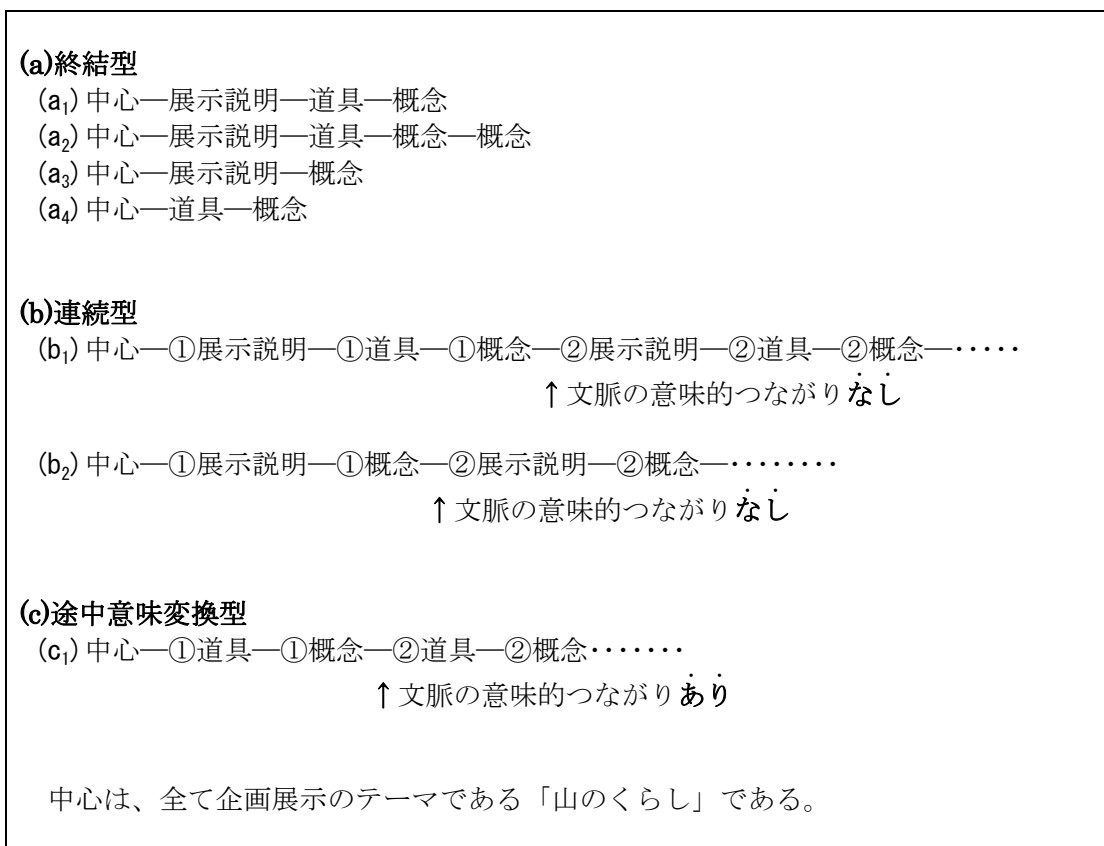 (a)終結型
(a₁)中心―展示説明―道具―概念
(a₂)中心―展示説明―道具―概念―概念
(a₃)中心―展示説明―概念
(a₄)中心―道具―概念
(b)連続型
(b₁)中心―①展示説明―①道具―①概念―②展示説明―②道具―②概念―・・・・・
↑文脈の意味的つながりなし
(b₂)中心―①展示説明―①概念―②展示説明―②概念―・・・・・・・・
↑文脈の意味的つながりなし
(c)途中意味変換型
(c₁)中心―①道具―①概念―②道具―②概念・・・・・・・
↑文脈の意味的つながりあり
中心は、全て企画展示のテーマである「山のくらし」である。